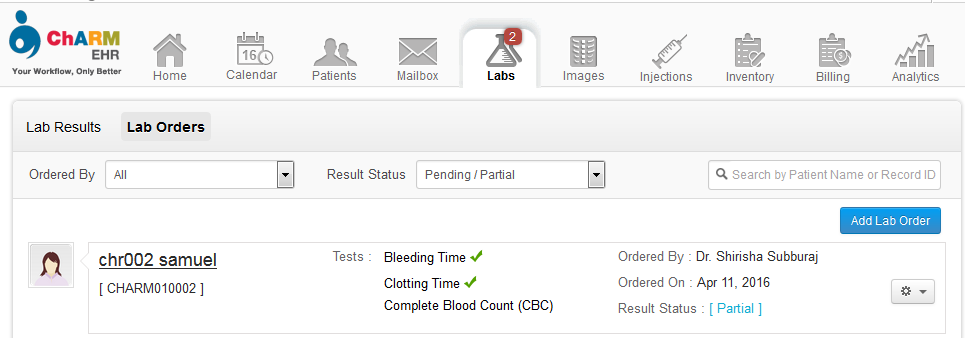 ChARM
EHR
Your Workflow, Only Better
Home
16
Calendar
Patients
Mailbox
2
Labs
Images
Injections
Inventory
Billing
Analytics
Lab Results Lab Orders
Ordered By All Result Status Pending / Partial Search by Patient Name or Record ID
Add Lab Order
chr002 samuel Tests : Bleeding Time Ordered By : Dr. Shirisha Subburaj
[ CHARM010002 ] Clotting Time Ordered On : Apr 11, 2016
Complete Blood Count (CBC) Result Status : [ Partial ]